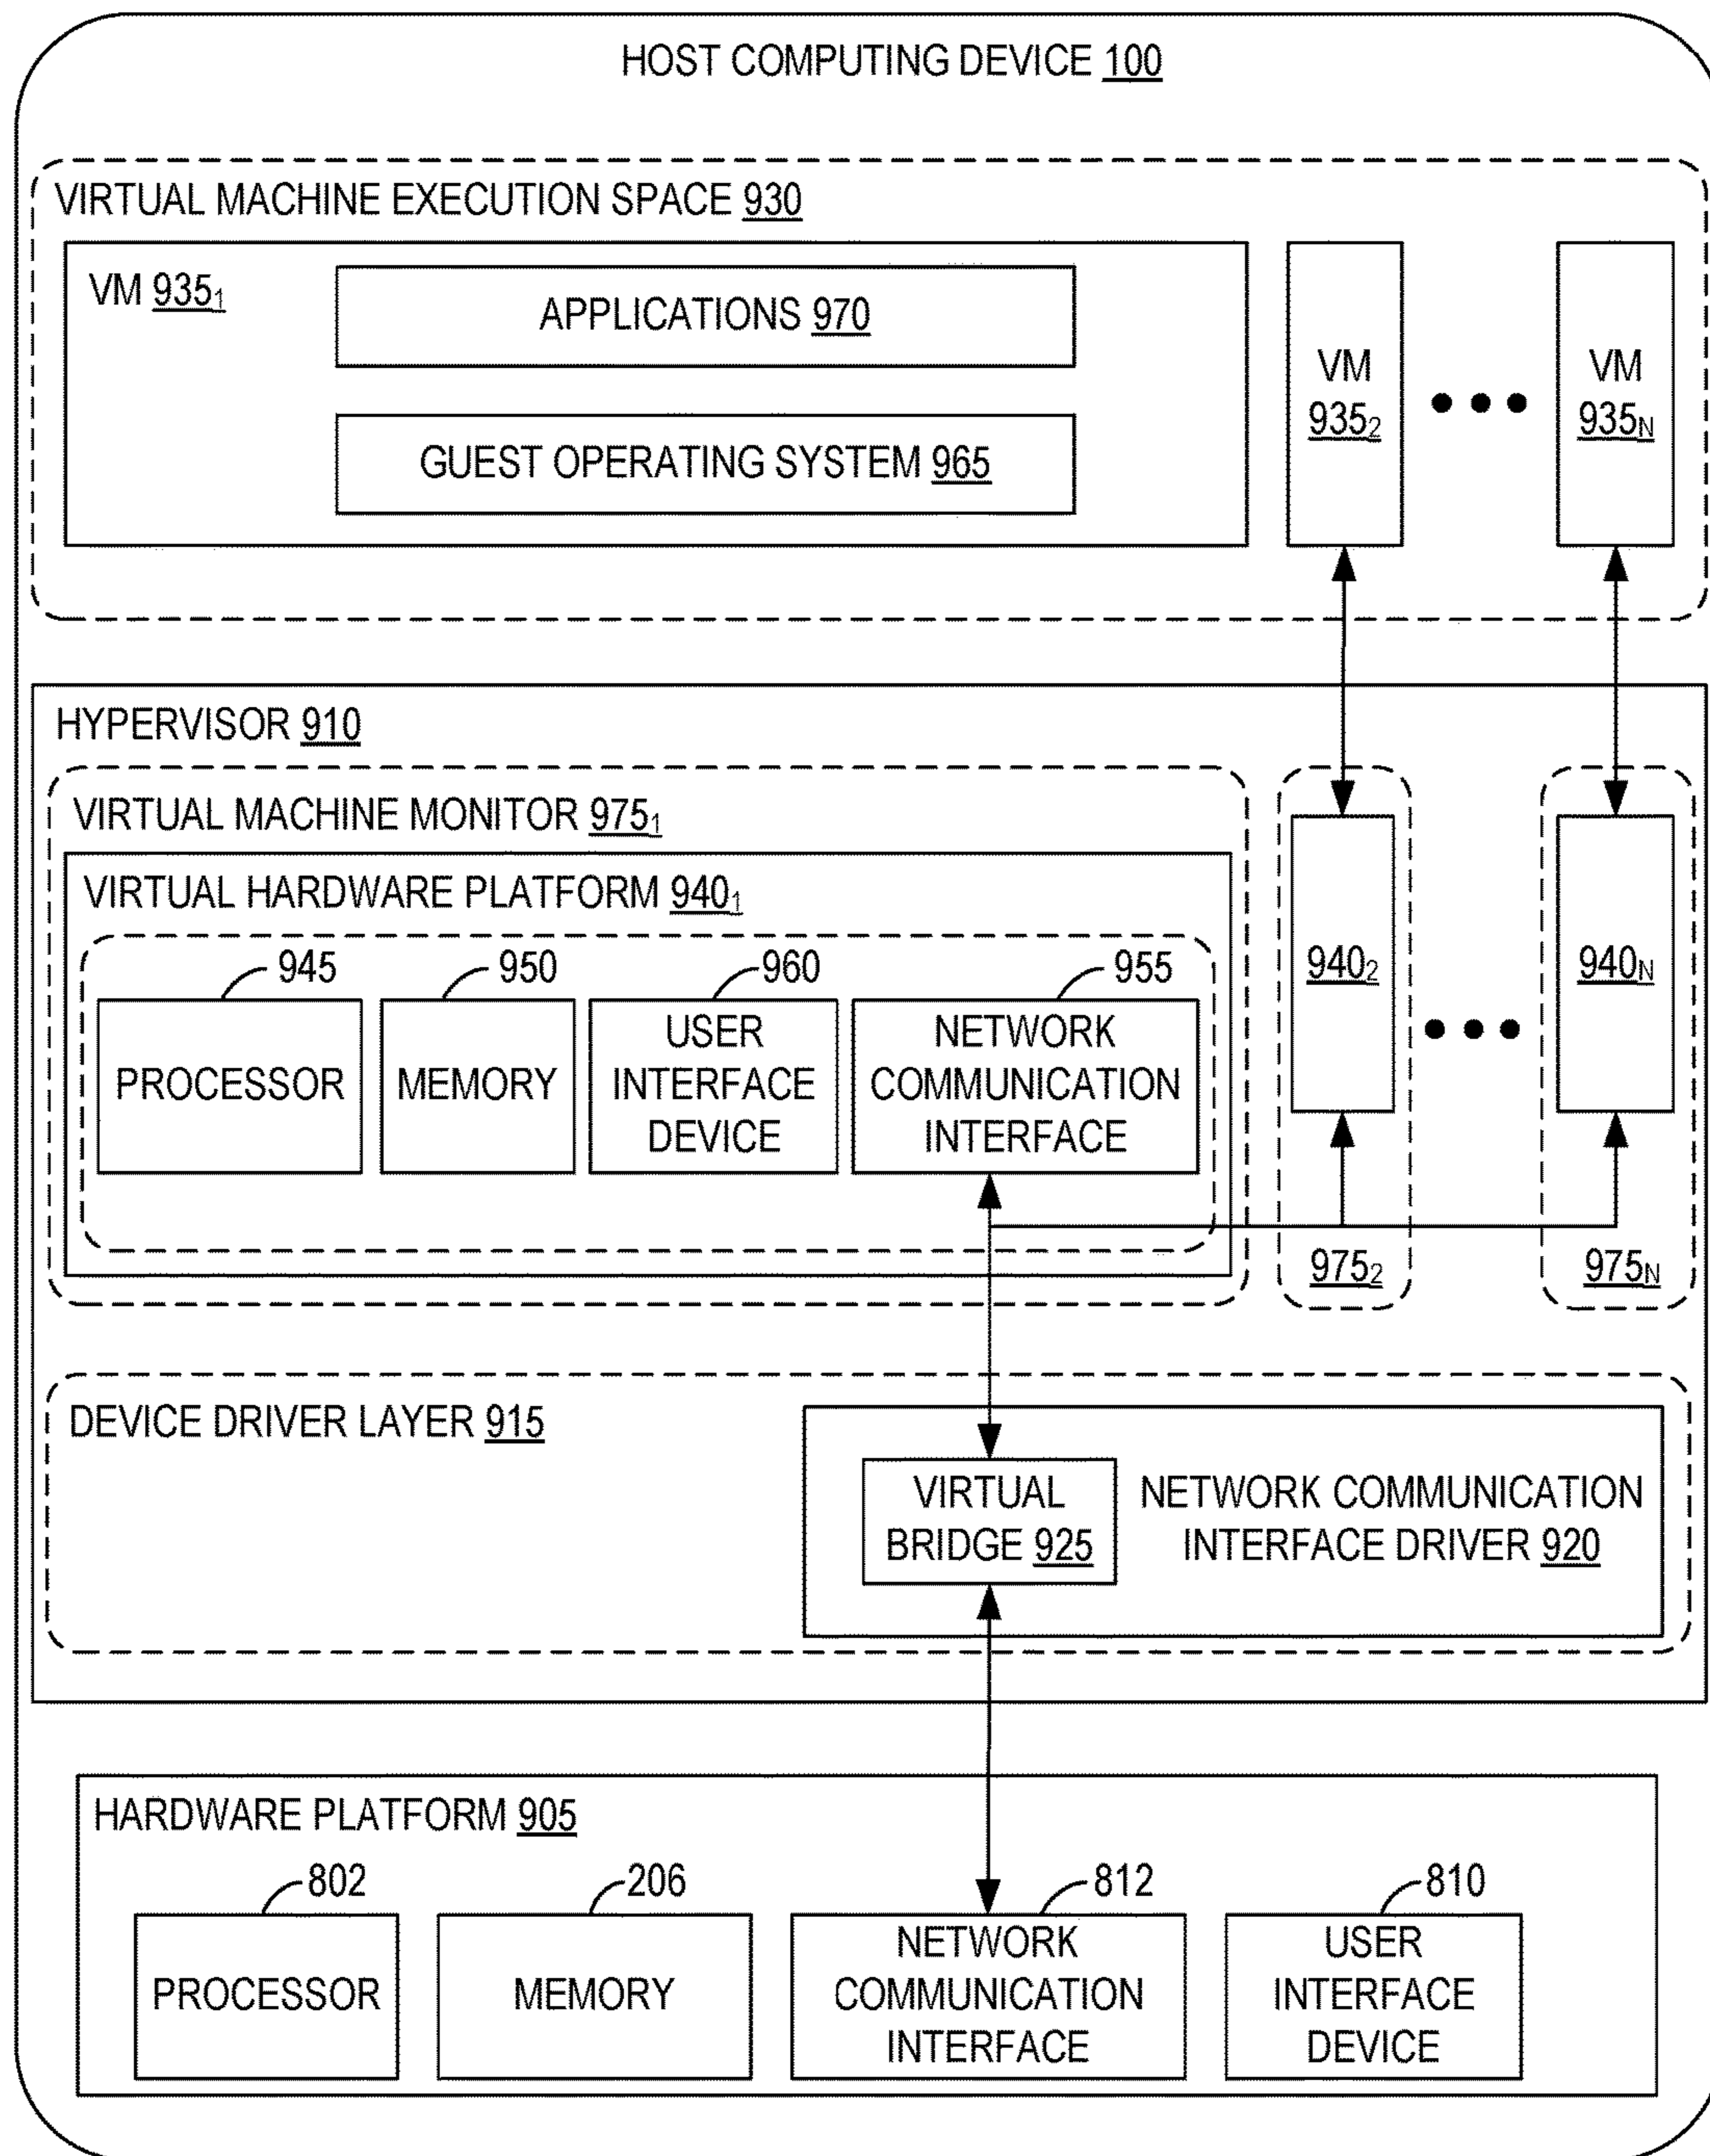 HOST COMPUTING DEVICE 100
VIRTUAL MACHINE EXECUTION SPACE 930
VM 935₁
APPLICATIONS 970
GUEST OPERATING SYSTEM 965
VM
935₂
VM
935N
HYPERVISOR 910
VIRTUAL MACHINE MONITOR 975₁
VIRTUAL HARDWARE PLATFORM 940₁
945
950
960
955
PROCESSOR
MEMORY
USER
INTERFACE
DEVICE
NETWORK
COMMUNICATION
INTERFACE
940₂
940N
975₂
975N
DEVICE DRIVER LAYER 915
VIRTUAL
BRIDGE 925
NETWORK COMMUNICATION
INTERFACE DRIVER 920
HARDWARE PLATFORM 905
802
206
812
810
PROCESSOR
MEMORY
NETWORK
COMMUNICATION
INTERFACE
USER
INTERFACE
DEVICE